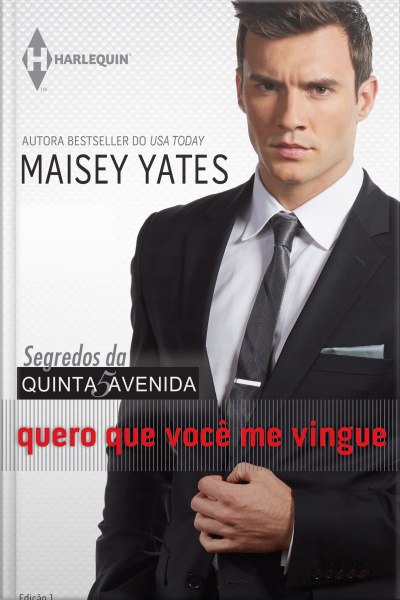 H
HARLEQUIN®
™
AUTORA BESTSELLER DO USA TODAY
MAISEY YATES
Segredos da
QUINTA 5 AVENIDA
quero que você me vingue
Edição 1